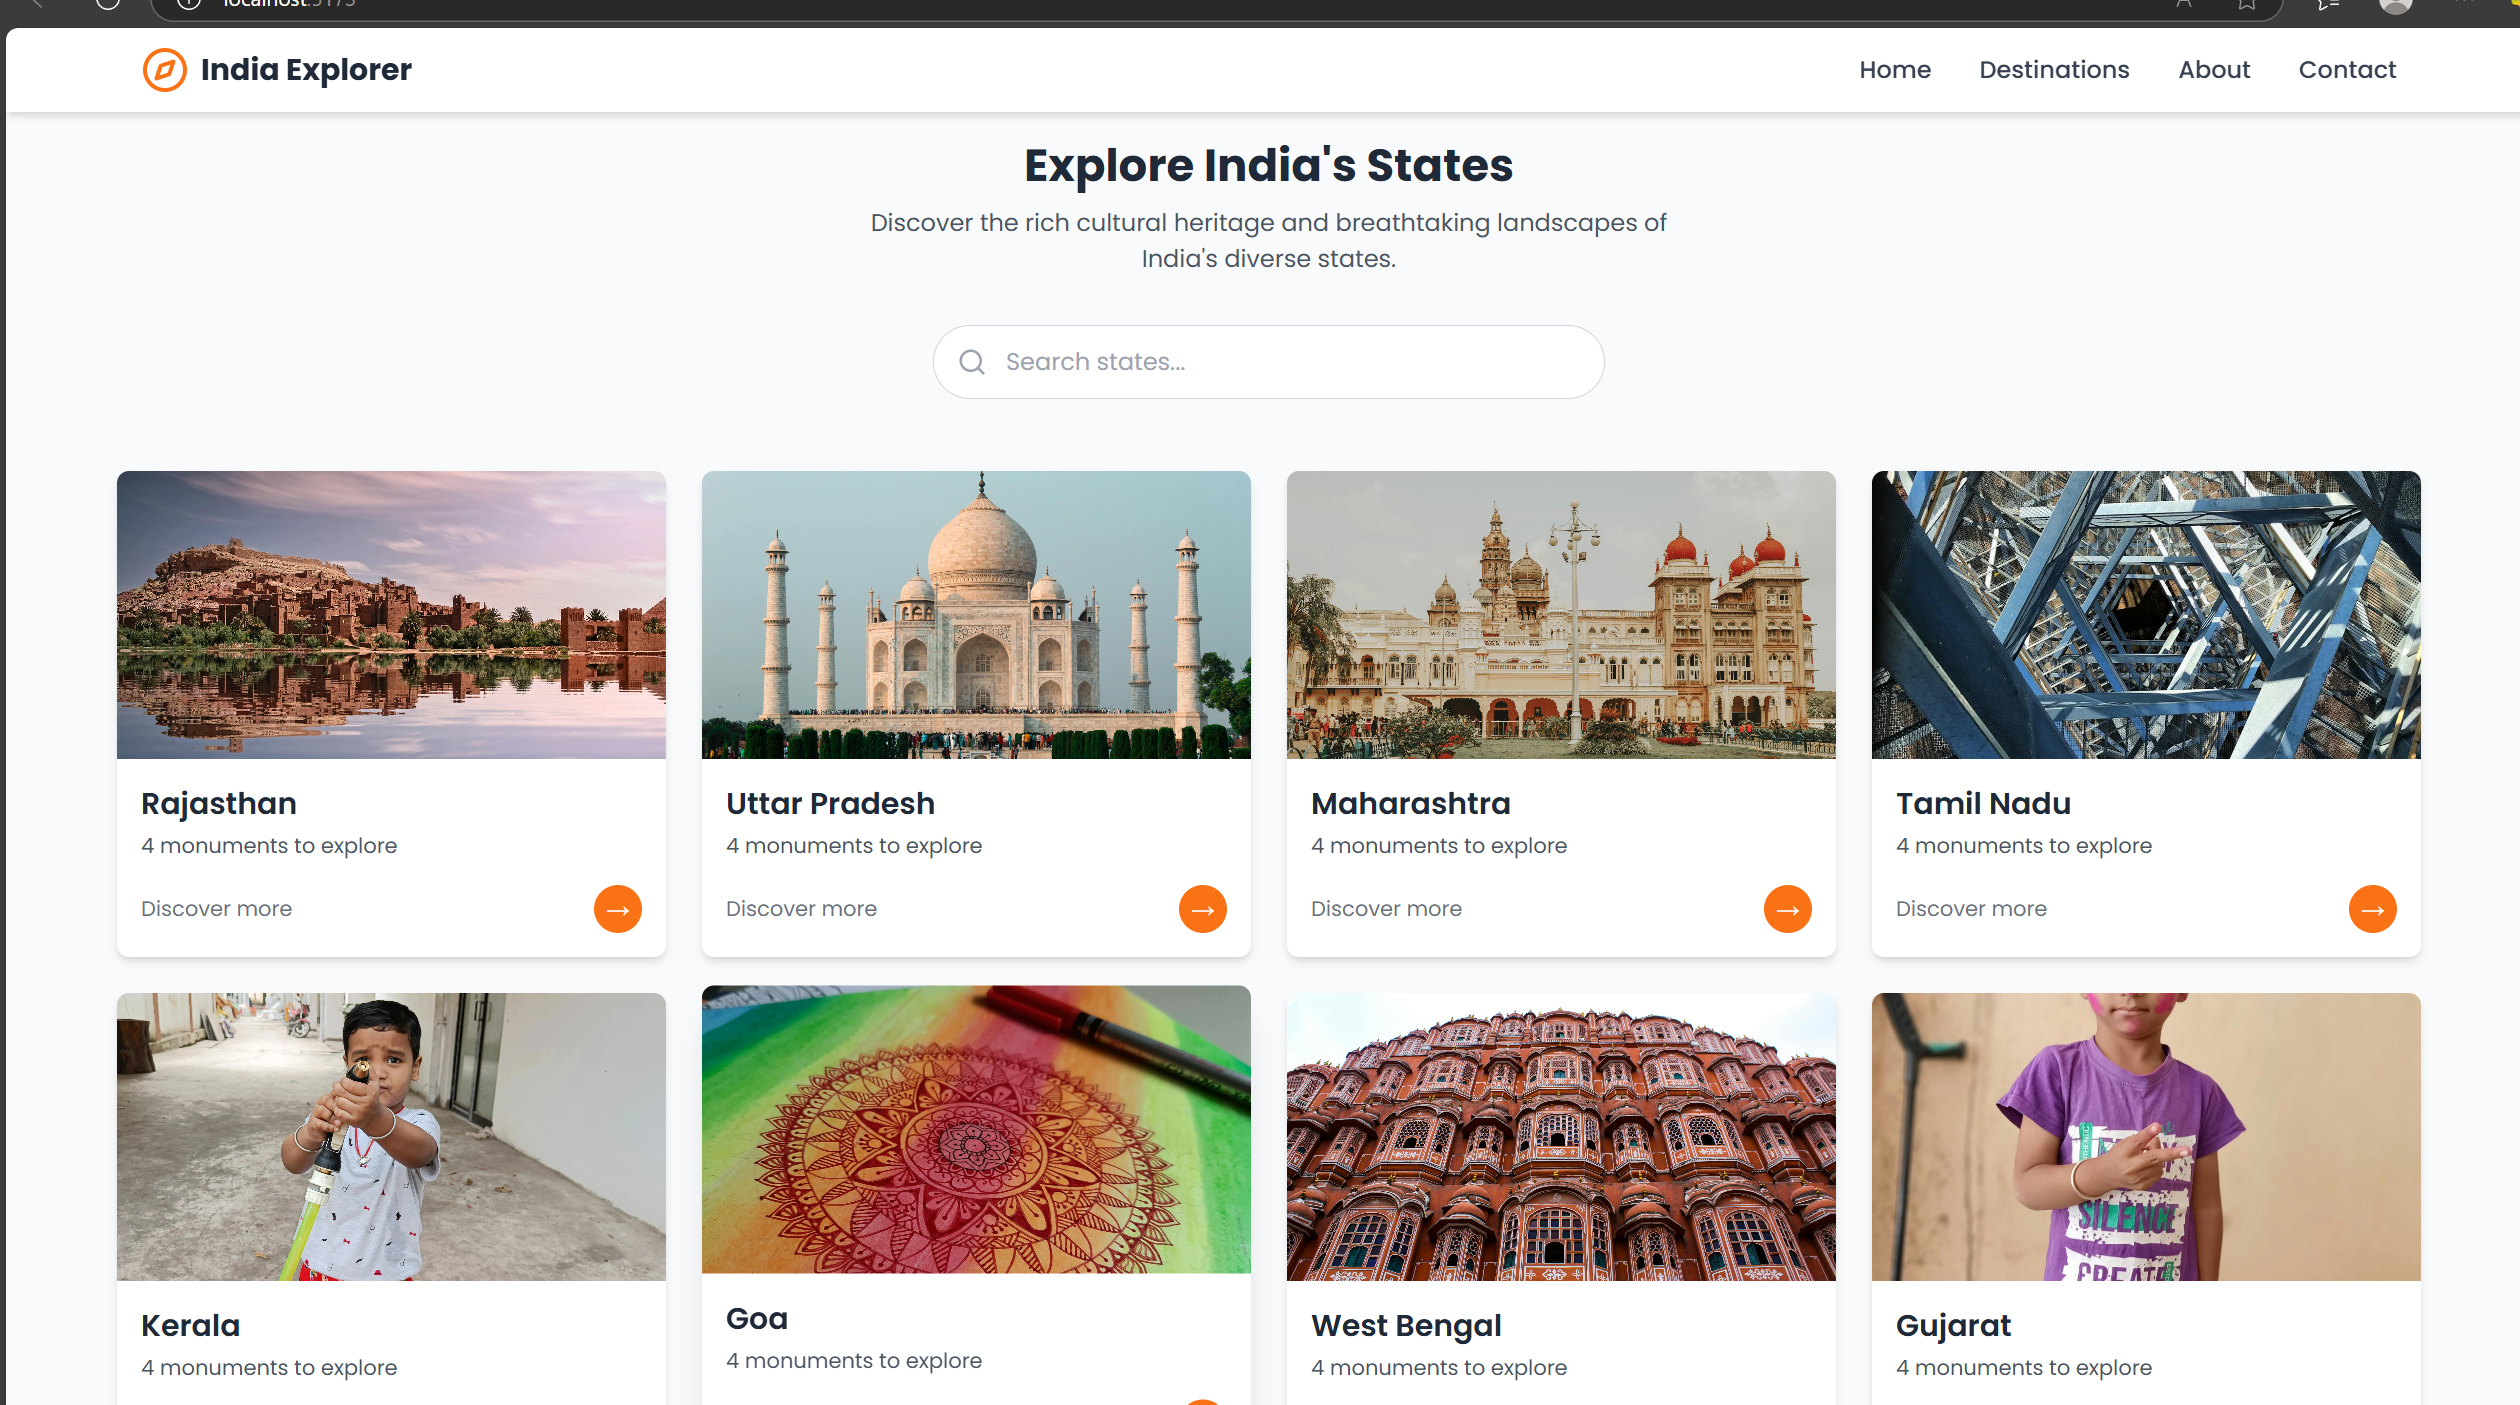 India Explorer
Home Destinations About Contact
Explore India's States
Discover the rich cultural heritage and breathtaking landscapes of
India's diverse states.
Search states...
Rajasthan
4 monuments to explore
Discover more
→
Uttar Pradesh
4 monuments to explore
Discover more
→
Maharashtra
4 monuments to explore
Discover more
→
Tamil Nadu
4 monuments to explore
Discover more
→
Kerala
4 monuments to explore
Goa
4 monuments to explore
West Bengal
4 monuments to explore
SILENCE
CREATE
Gujarat
4 monuments to explore